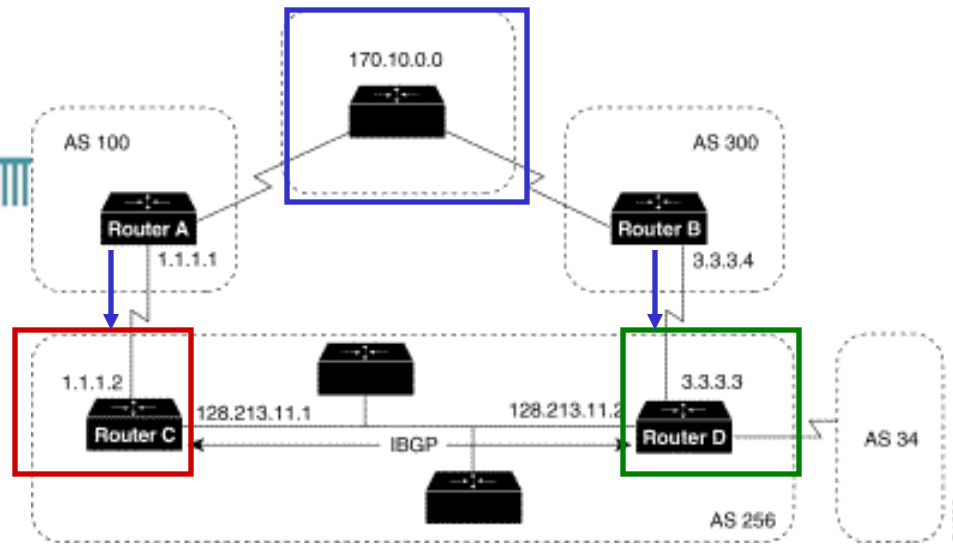 170.10.0.0
AS 100
AS 300
Router A
Router B
1.1.1.1
3.3.3.4
1.1.1.2
3.3.3.3
128.213.11.1
128.213.11.2
Router C
IBGP
Router D
AS 34
AS 256